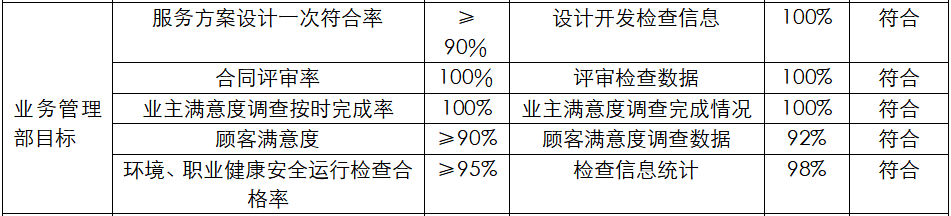 服务方案设计一次符合率 ≥ 设计开发检查信息 100% 符合
90%
合同评审率 100% 评审检查数据 100% 符合
业务管理 业主满意度调查按时完成率 100% 业主满意度调查完成情况 100% 符合
部目标 顾客满意度 ≥90% 顾客满意度调查数据 92% 符合
环境、职业健康安全运行检查合 ≥95% 检查信息统计 98% 符合
格率